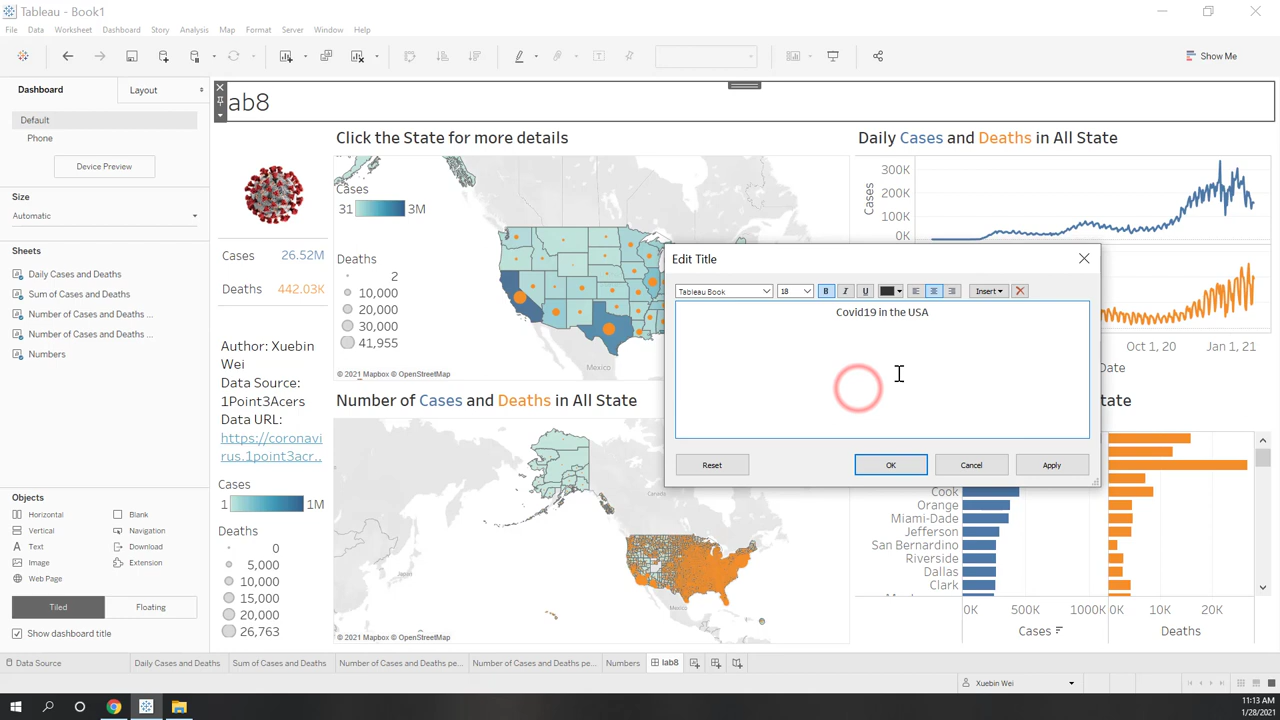 Tableau - Book1
File Data Worksheet Dashboard Story Analysis Map Format Server Window Help
Show Me
Dashboard Layout
Default
Phone
Device Preview
Size
Automatic
Sheets
Daily Cases and Deaths
Sum of Cases and Deaths
Number of Cases and Deaths ...
Number of Cases and Deaths ...
Numbers
Objects
Horizontal Blank
Vertical Navigation
Text Download
Image Extension
Web Page
Tiled Floating
Show dashboard title
lab8
Cases 26.52M
Deaths 442.03K
Author: Xuebin
Wei
Data Source:
1Point3Acers
Data URL:
https://coronavi
rus.1point3acr..
Cases
1 1M
Deaths
0
5,000
10,000
15,000
20,000
26,763
Click the State for more details
Cases
31 3M
Deaths
2
10,000
20,000
30,000
41,955
Mexico
© 2021 Mapbox © OpenStreetMap
Number of Cases and Deaths in All State
Canada
Japan
Mexico
© 2021 Mapbox © OpenStreetMap
Daily Cases and Deaths in All State
Cases
300K
200K
100K
0K
Oct 1, 20 Jan 1, 21
Date
State
Cook
Orange
Miami-Dade
Jefferson
San Bernardino
Riverside
Dallas
Clark
0K 500K 1000K 0K 10K 20K
Cases Deaths
Edit Title
Tableau Book 18 B I U Insert
Covid19 in the USA
Reset OK Cancel Apply
Data Source Daily Cases and Deaths Sum of Cases and Deaths Number of Cases and Deaths pe... Number of Cases and Deaths pe... Numbers lab8
Xuebin Wei
11:13 AM
1/28/2021